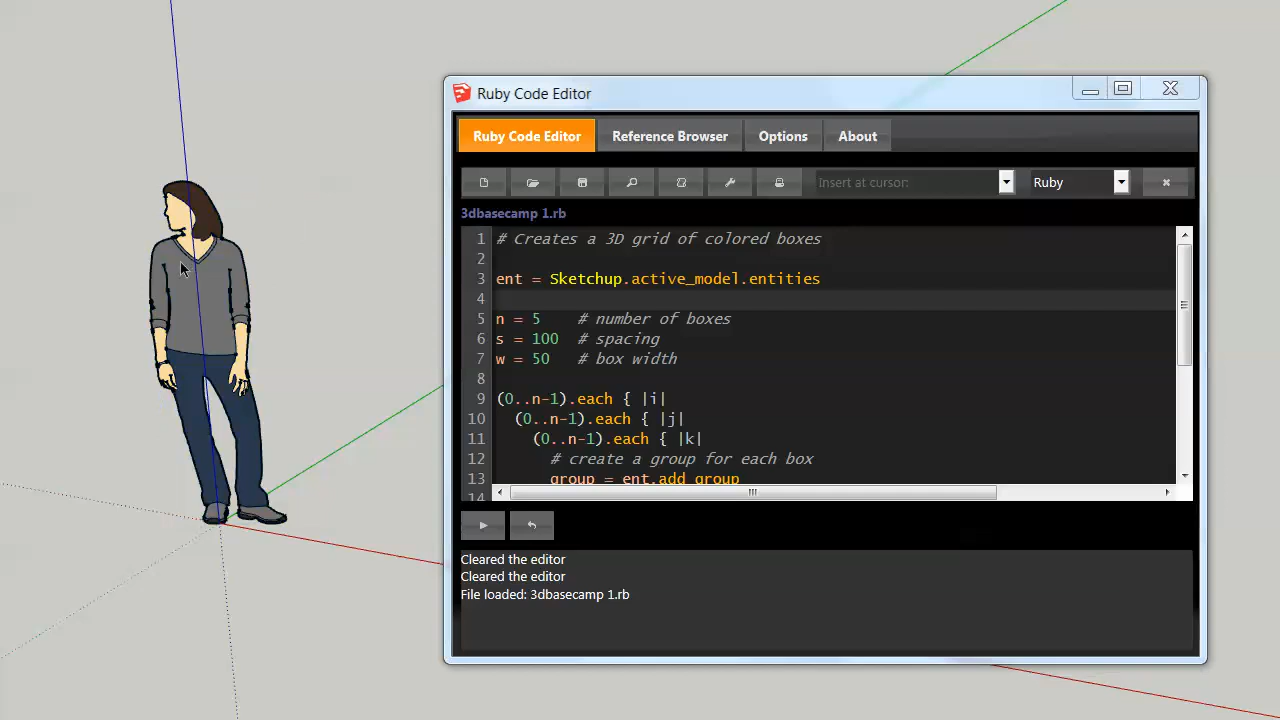 Ruby Code Editor
Ruby Code Editor Reference Browser Options About
Insert at cursor: Ruby
3dbasecamp 1.rb
1 # Creates a 3D grid of colored boxes
2
3 ent = Sketchup.active_model.entities
4
5 n = 5 # number of boxes
6 s = 100 # spacing
7 w = 50 # box width
8
9 (0..n-1).each { |i|
10 (0..n-1).each { |j|
11 (0..n-1).each { |k|
12 # create a group for each box
13 group = ent.add_group
14
Cleared the editor
Cleared the editor
File loaded: 3dbasecamp 1.rb